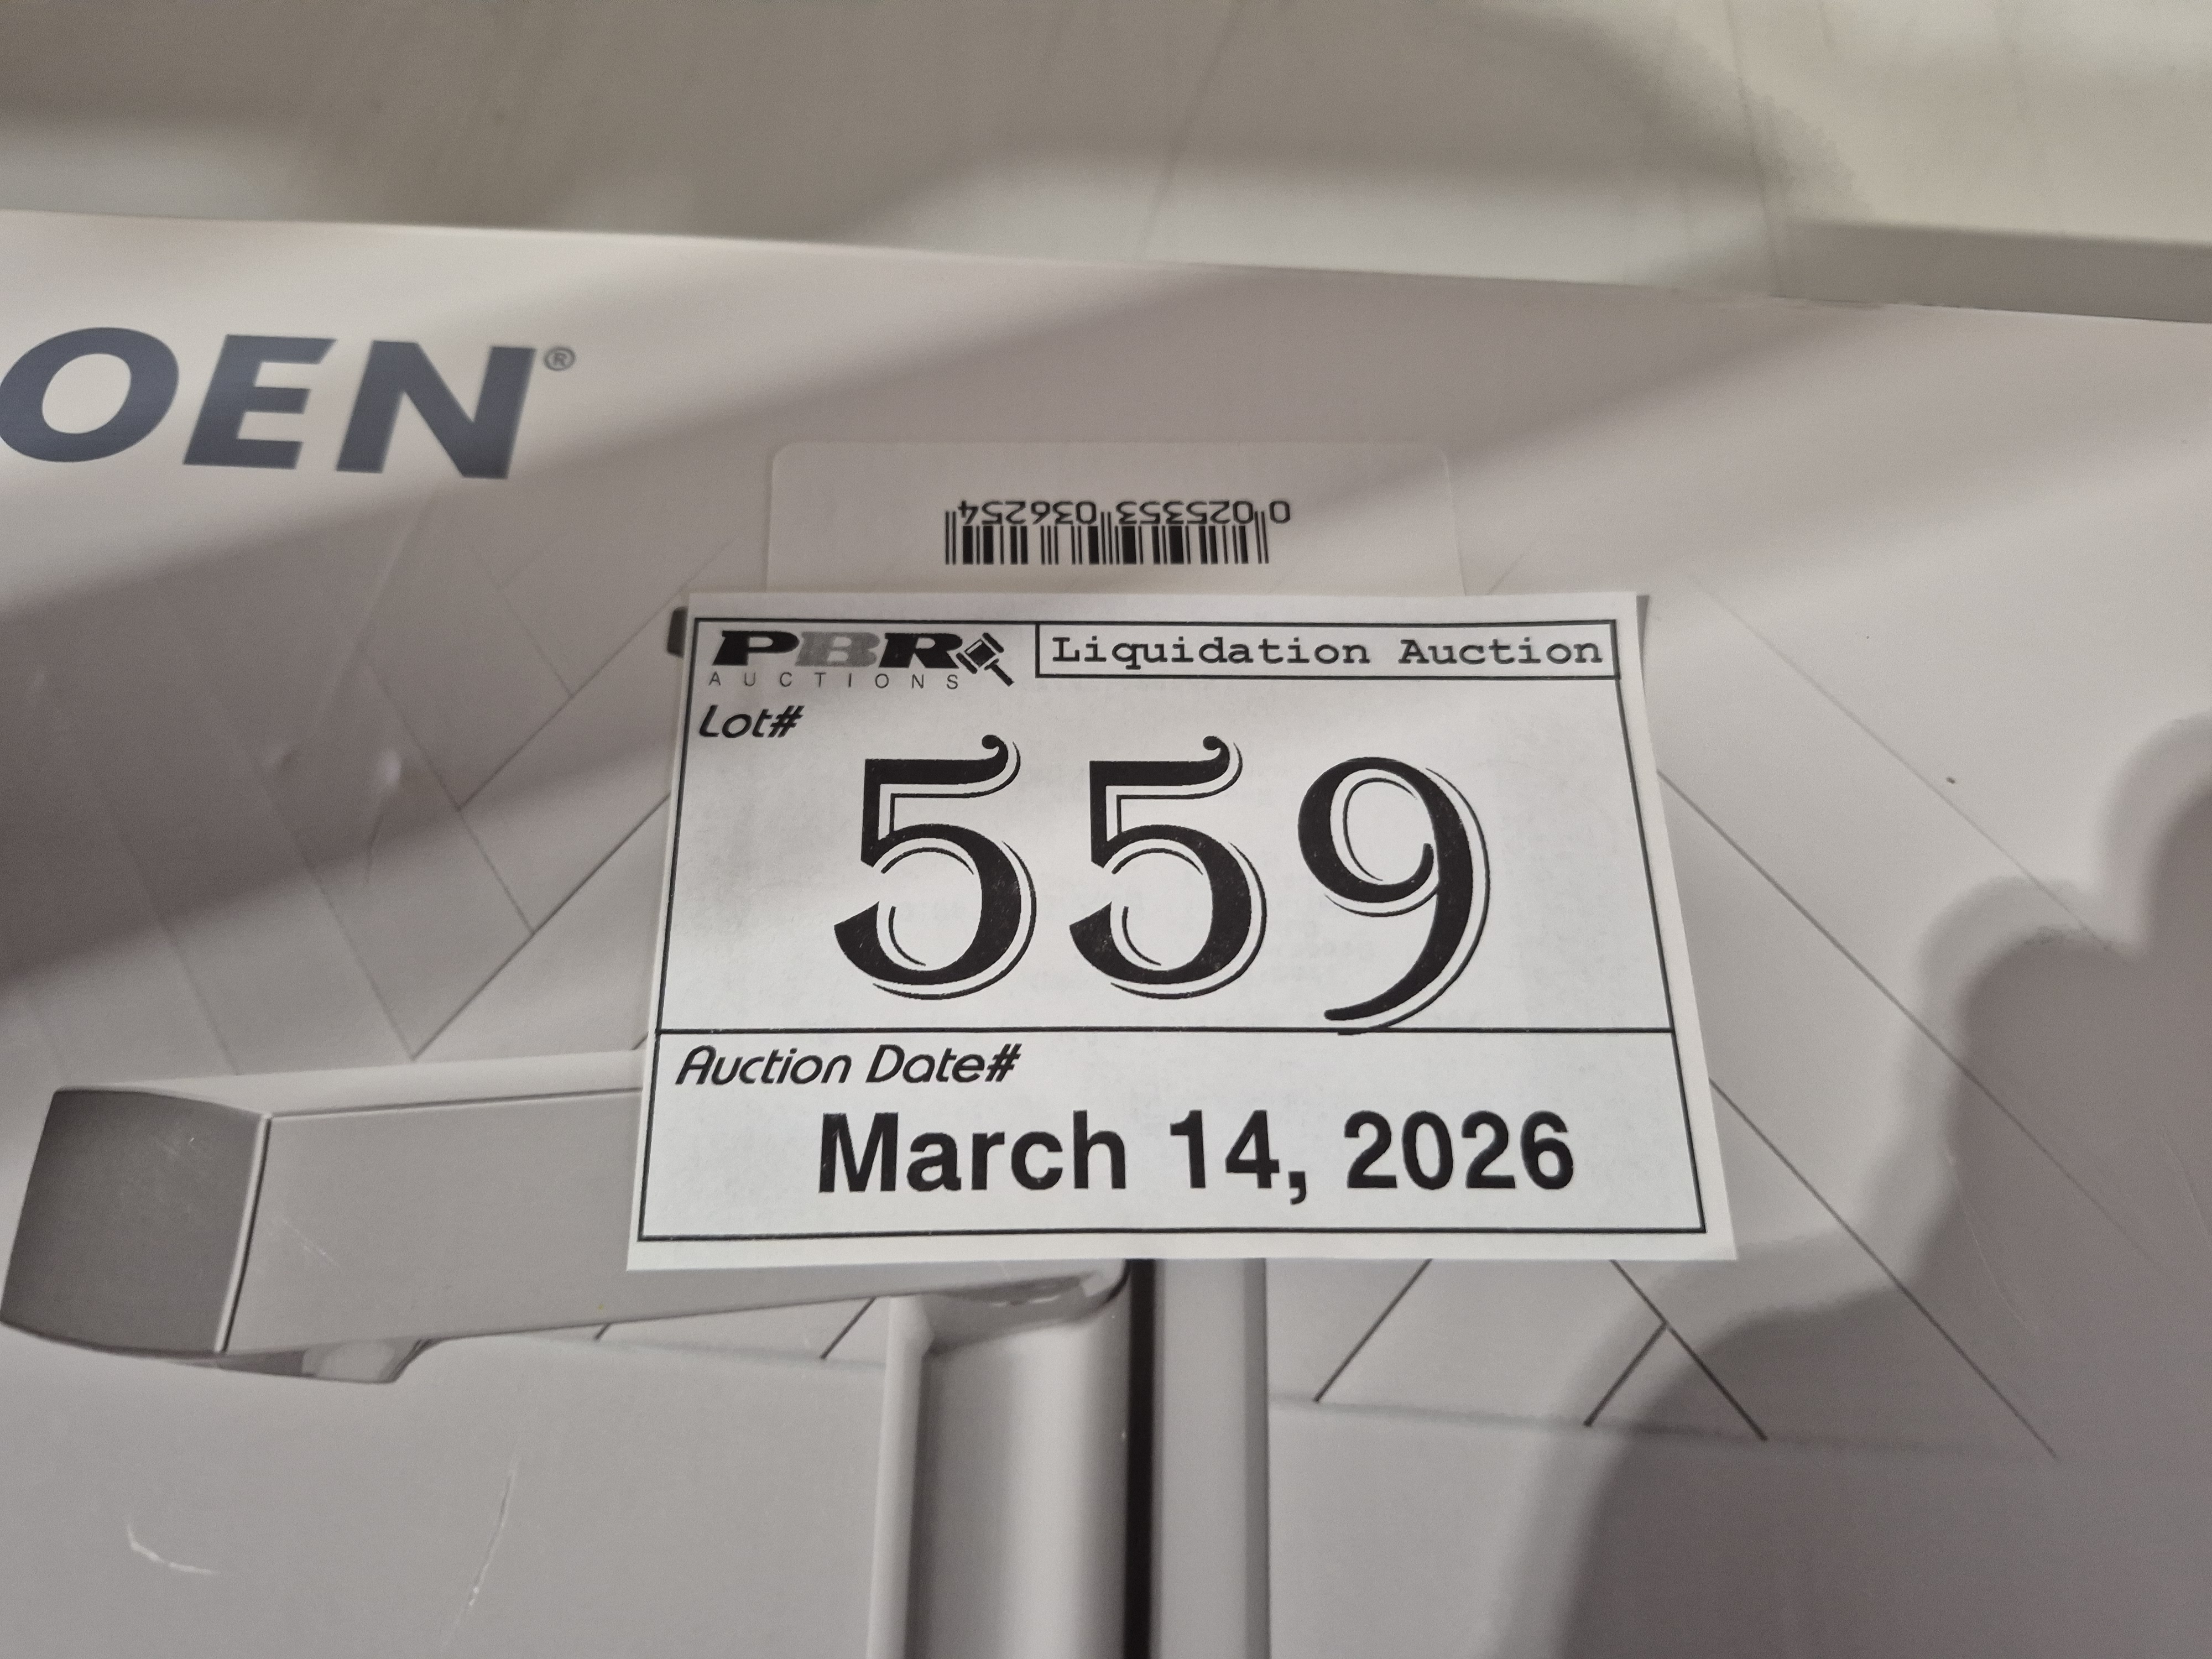 OEN®
0 025353 036254
PBR
AUCTIONS
Liquidation Auction
Lot#
559
Auction Date#
March 14, 2026